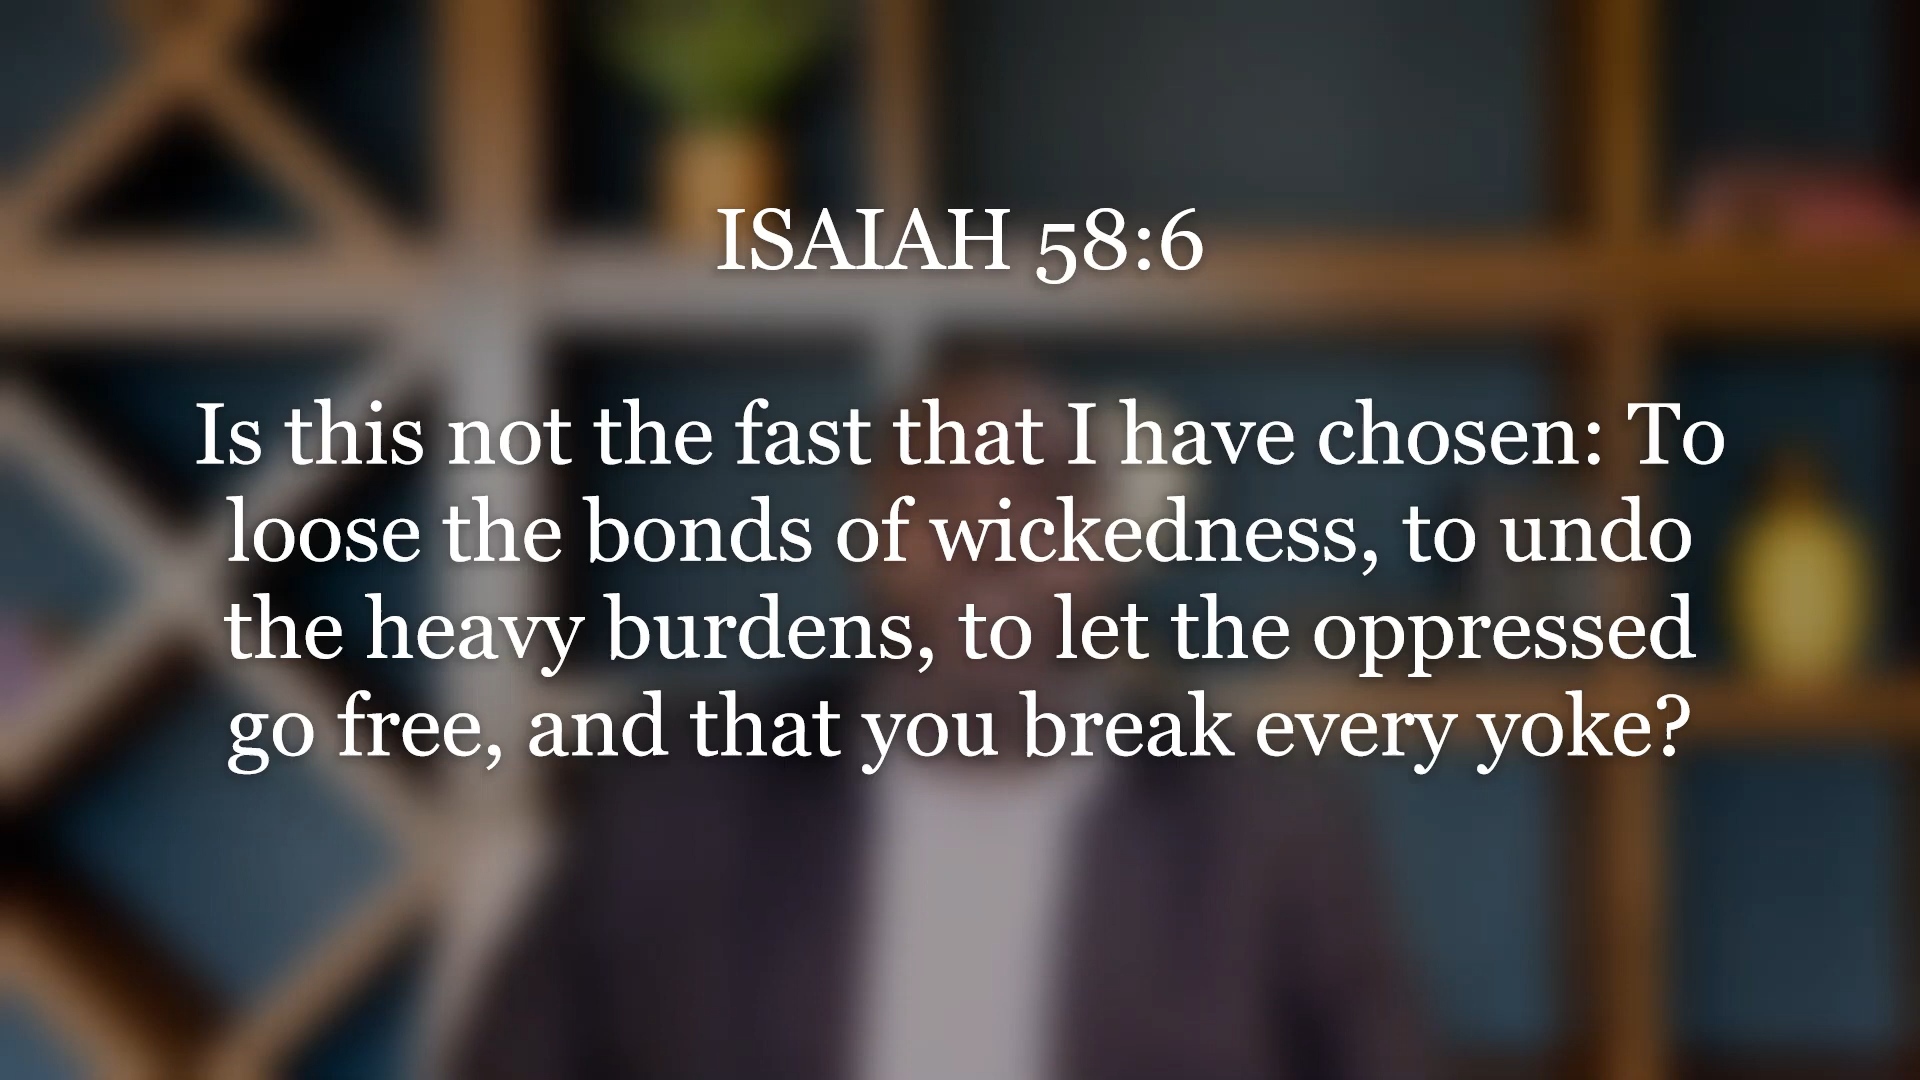 ISAIAH 58:6
Is this not the fast that I have chosen: To
loose the bonds of wickedness, to undo
the heavy burdens, to let the oppressed
go free, and that you break every yoke?